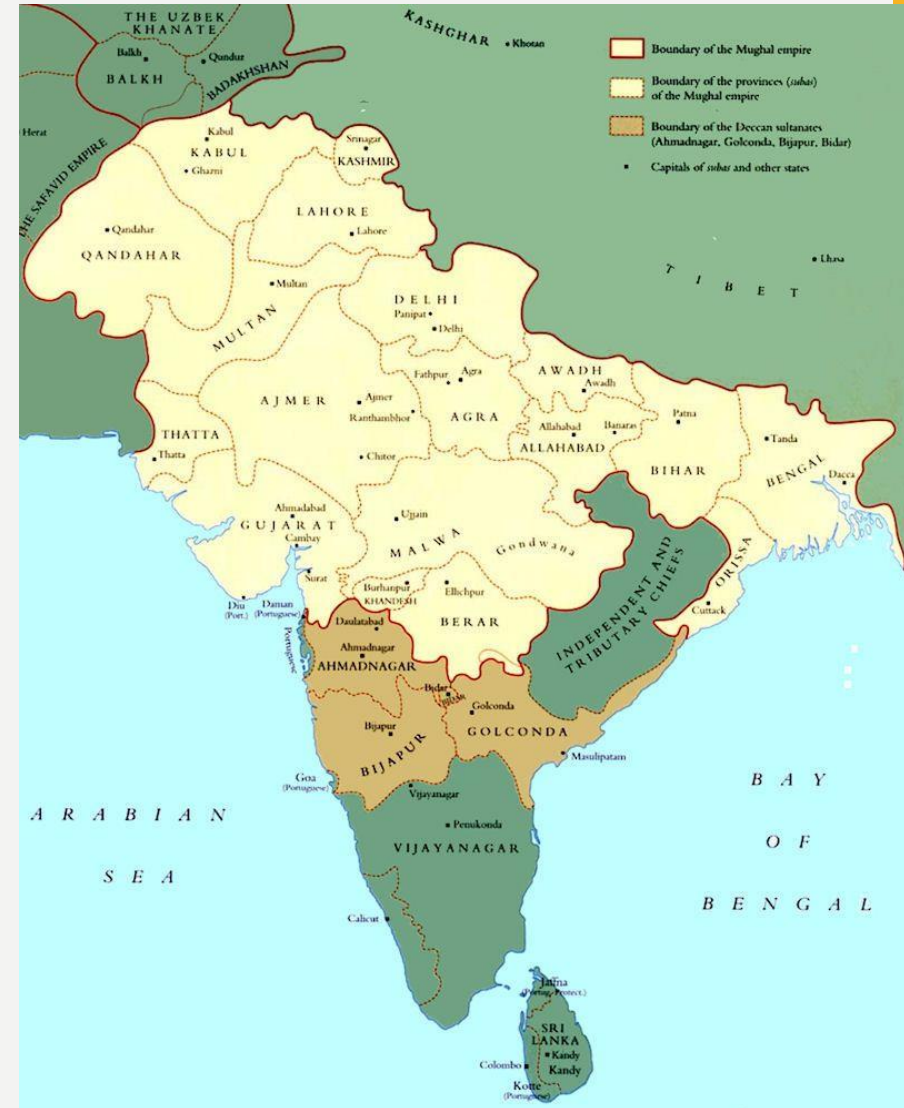 THE UZBEK
KHANATE
Balkh
BALKH
Qunduz
BADAKHSHAN
KASHGHAR
Khotan
Boundary of the Mughal empire
Boundary of the provinces (subas)
of the Mughal empire
Boundary of the Deccan sultanates
(Ahmadnagar, Golconda, Bijapur, Bidar)
Capitals of subas and other states
Herat
THE SAFAVID EMPIRE
Kabul
KABUL
Ghazni
Srinagar
KASHMIR
LAHORE
Lahore
Qandahar
QANDAHAR
Multan
MULTAN
TIBET
Lhasa
DELHI
Panipat
Delhi
Fathpur
Agra
AGRA
AWADH
Awadh
AJMER
Ajmer
Ranthambhor
Chitor
THATTA
Thatta
Allahabad
Banaras
ALLAHABAD
Patna
BIHAR
Tanda
BENGAL
Dacca
Ahmadabad
GUJARAT
Cambay
Surat
Ujjain
MALWA
Gondwana
Burhanpur
KHANDESH
Ellichpur
BERAR
INDEPENDENT AND
TRIBUTARY CHIEFS
ORISSA
Cuttack
Diu
(Port.)
Daman
(Portuguese)
Portuguese
Daulatabad
Ahmadnagar
AHMADNAGAR
Bidar
BIDAR
Golconda
GOLCONDA
Bijapur
BIJAPUR
Masulipatam
Goa
(Portuguese)
Vijayanagar
Penukonda
VIJAYANAGAR
ARABIAN
SEA
BAY
OF
BENGAL
Calicut
Jaffna
(Portug. Protect.)
SRI
LANKA
Kandy
Kandy
Colombo
Kotte
(Portuguese)